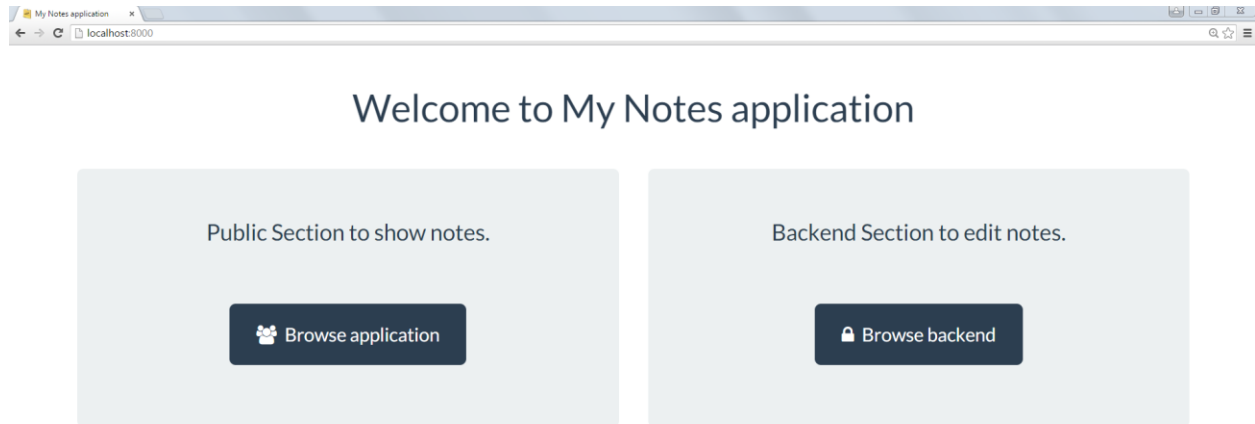 My Notes application
localhost:8000
Welcome to My Notes application
Public Section to show notes.
Browse application
Backend Section to edit notes.
Browse backend